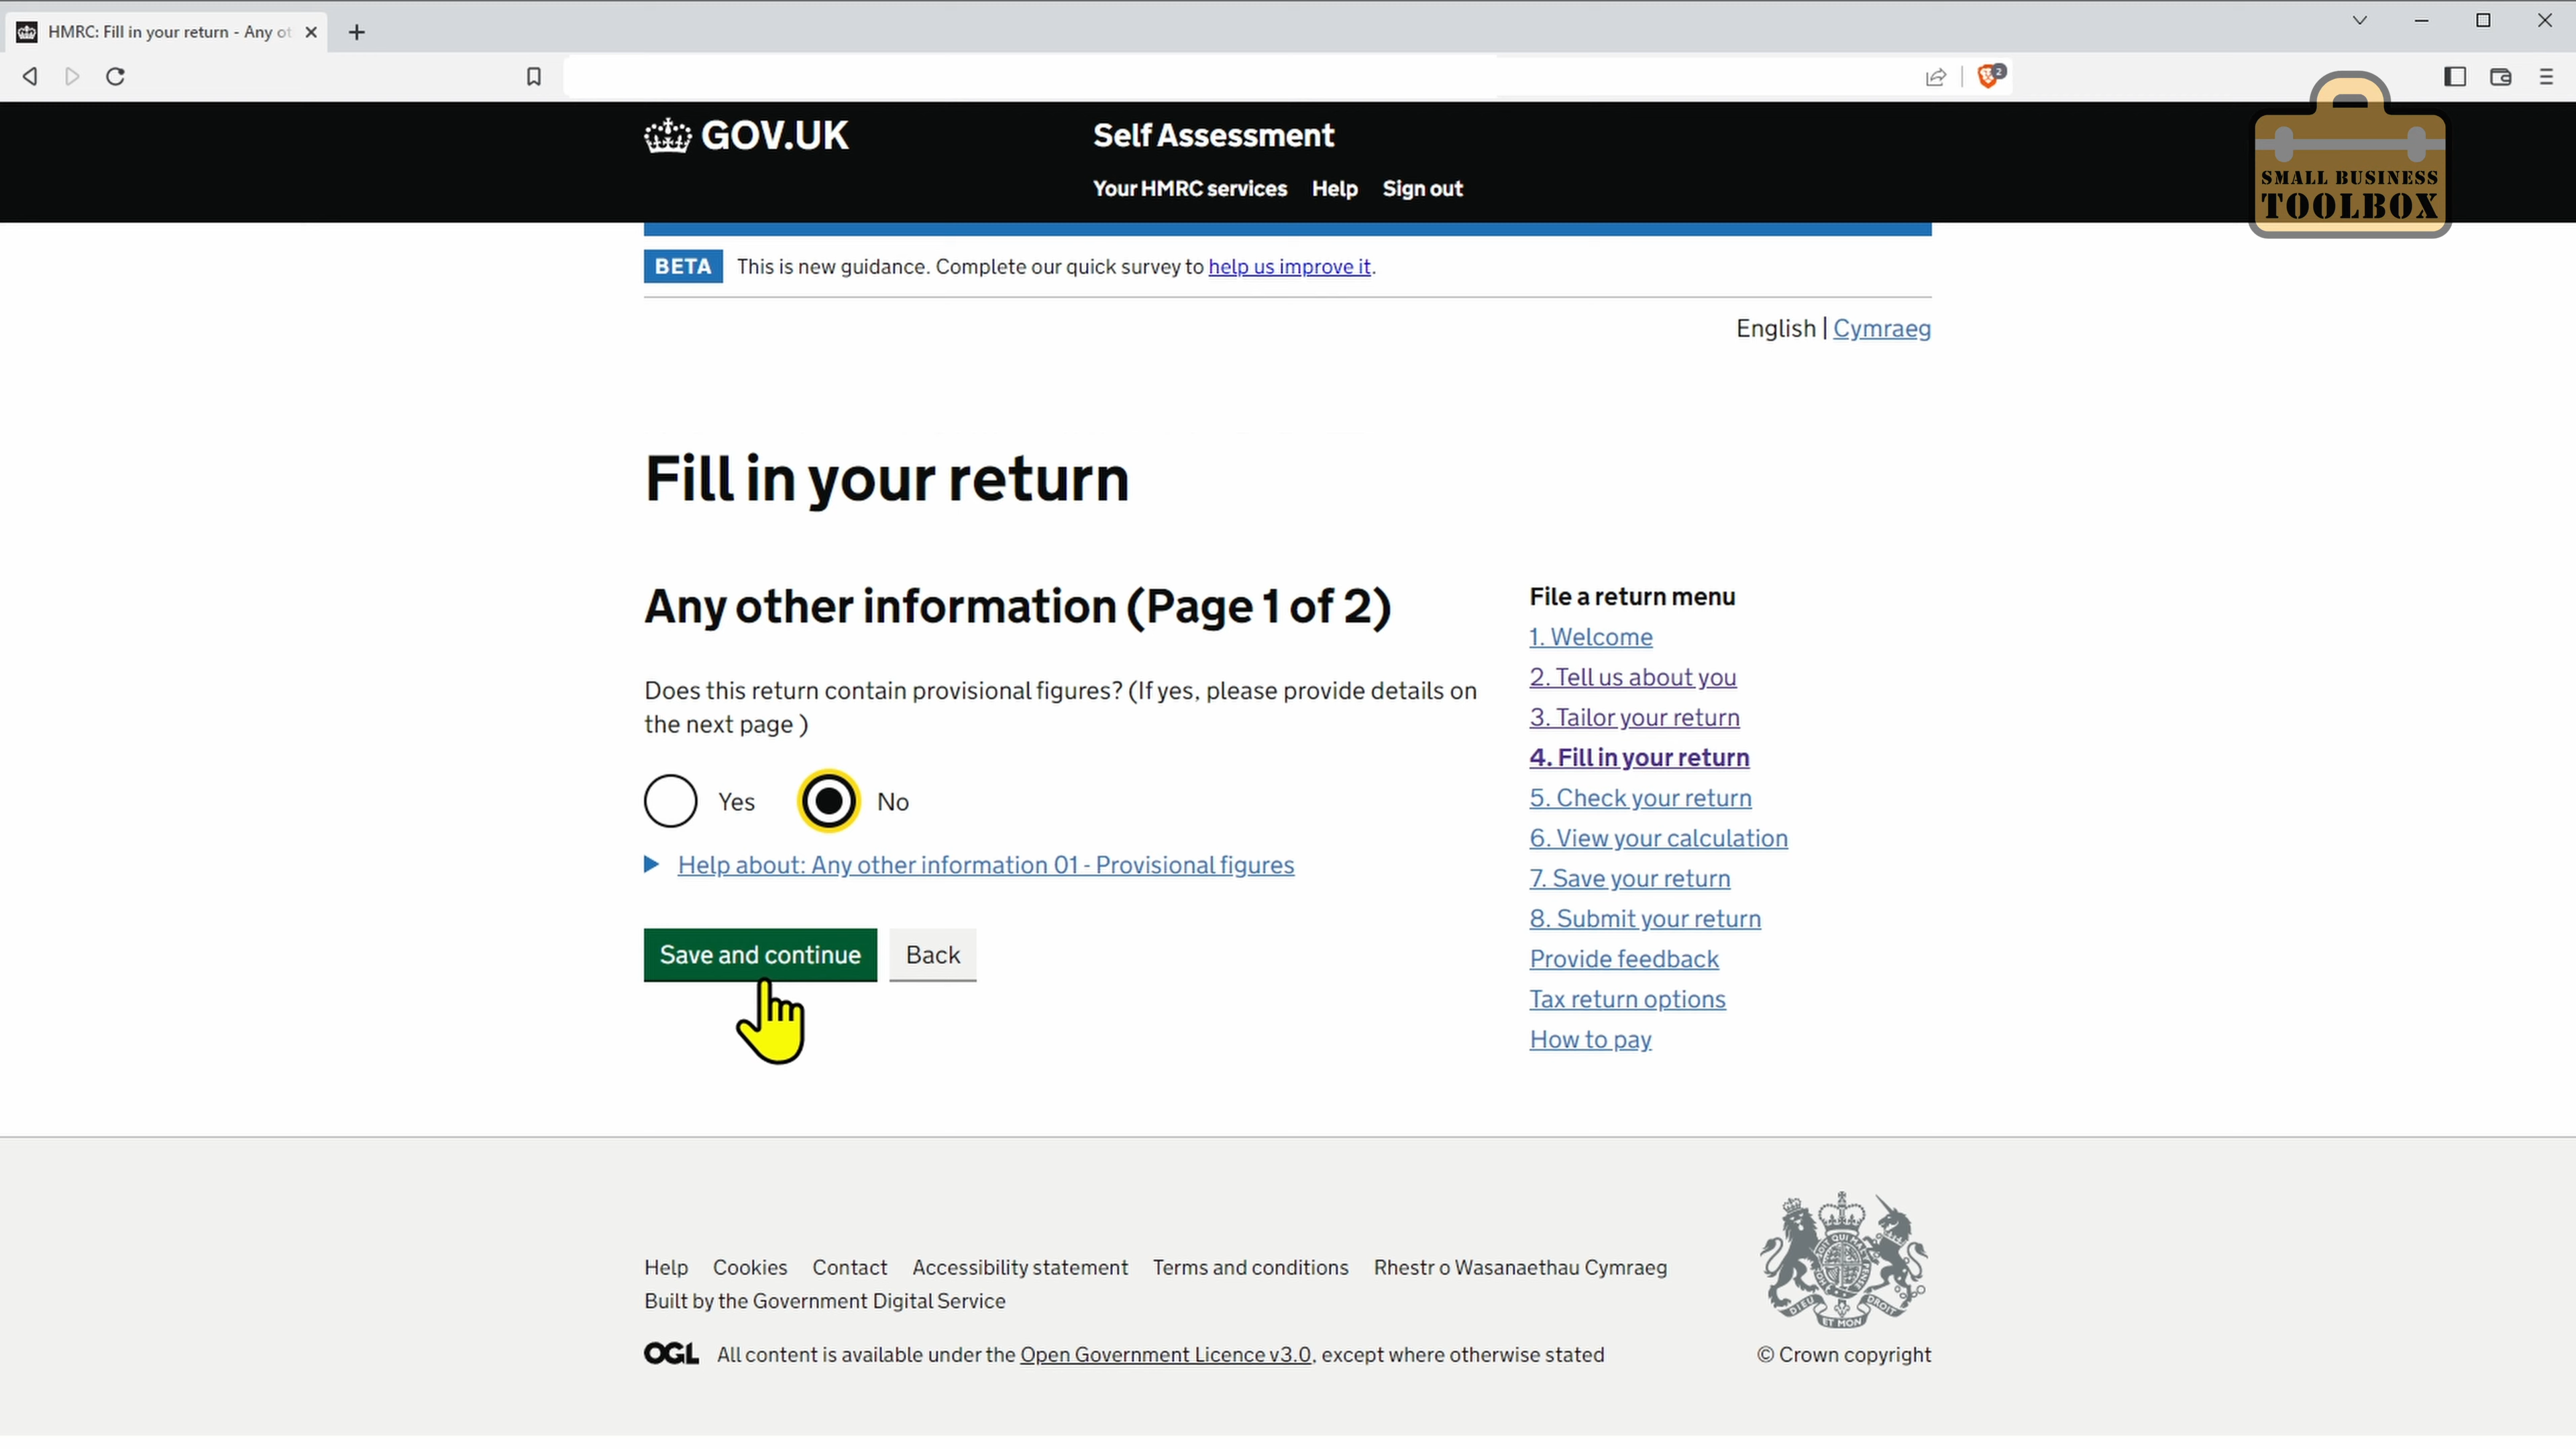 HMRC: Fill in your return - Any ot
2
GOV.UK
Self Assessment
Your HMRC services Help Sign out
SMALL BUSINESS
TOOLBOX
BETA This is new guidance. Complete our quick survey to help us improve it.
English | Cymraeg
Fill in your return
Any other information (Page 1 of 2)
Does this return contain provisional figures? (If yes, please provide details on
the next page )
Yes No
Help about: Any other information 01 - Provisional figures
Save and continue Back
File a return menu
1. Welcome
2. Tell us about you
3. Tailor your return
4. Fill in your return
5. Check your return
6. View your calculation
7. Save your return
8. Submit your return
Provide feedback
Tax return options
How to pay
Help Cookies Contact Accessibility statement Terms and conditions Rhestr o Wasanaethau Cymraeg
Built by the Government Digital Service
OGL All content is available under the Open Government Licence v3.0, except where otherwise stated
DIEU ET MON DROIT
© Crown copyright